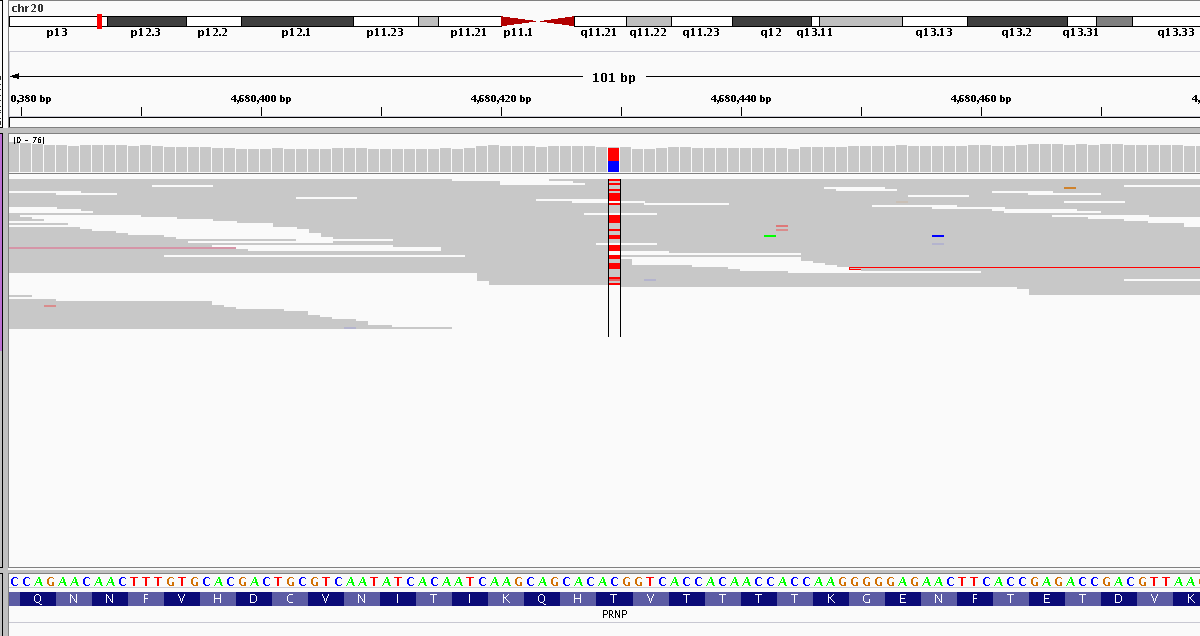 chr20
p13 p12.3 p12.2 p12.1 p11.23 p11.21 p11.1 q11.21 q11.22 q11.23 q12 q13.11 q13.13 q13.2 q13.31 q13.33
101 bp
0,380 bp 4,680,400 bp 4,680,420 bp 4,680,440 bp 4,680,460 bp 4,
[0 - 76]
CCAGAACAACTTTGTGCACGACTGCGTCAATATCACAATCAAGCAGCACACGGTCACCACAACCACCAAGGGGGAGAACTTCACCGAGACCGACGTTAA
Q N N F V H D C V N I T I K Q H T V T T T T K G E N F T E T D V K
PRNP